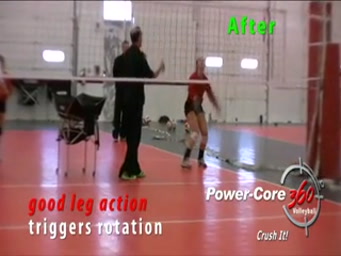 After
good leg action
triggers rotation
Power-Core 360
Volleyball
Crush It!